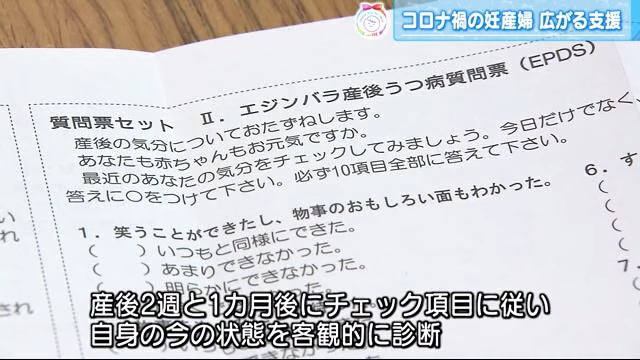 コロナ禍の妊産婦 広がる支援
質問票セット Ⅱ．エジンバラ産後うつ病質問票（EPDS）
産後の気分についておたずねします。
あなたも赤ちゃんもお元気ですか。
最近のあなたの気分をチェックしてみましょう。今日だけでなく、
答えに○をつけて下さい。必ず10項目全部に答えて下さい。
1．笑うことができたし、物事のおもしろい面もわかった。
（　）いつもと同様にできた。
（　）あまりできなかった。
（　）明らかにできなかった。
6．す
7．
産後2週と1カ月後にチェック項目に従い
自身の今の状態を客観的に診断